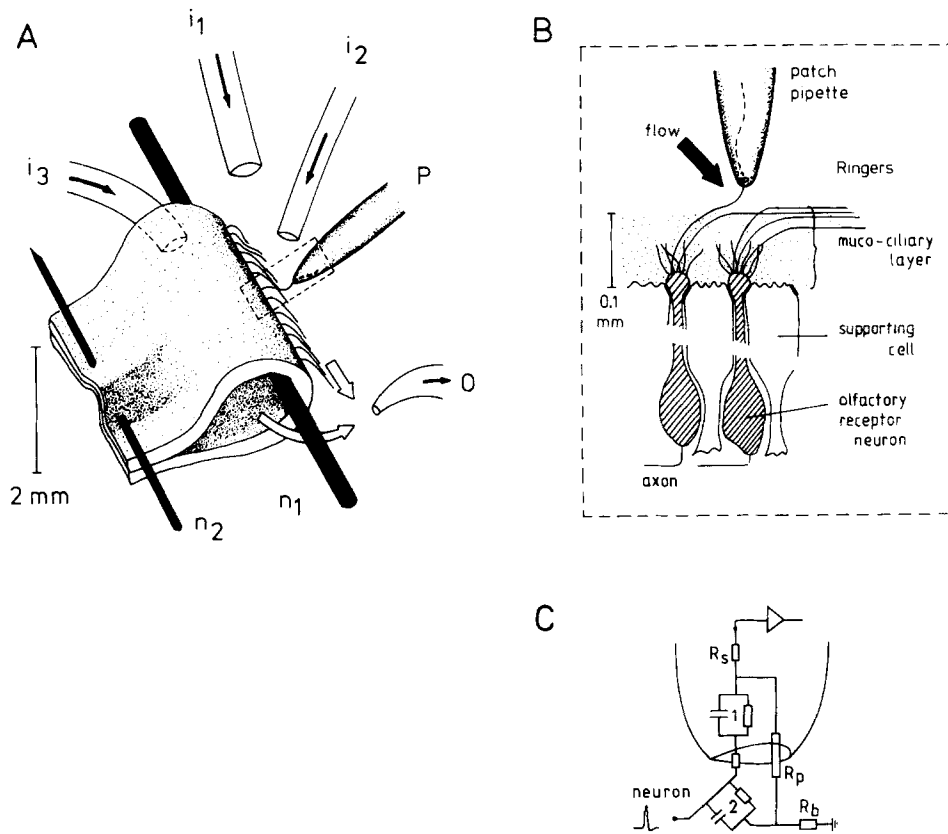 A
i1
i2
i3
P
O
2 mm
n1
n2
B
patch
pipette
flow
Ringers
muco-ciliary
layer
0.1
mm
supporting
cell
olfactory
receptor
neuron
axon
C
Rs
1
Rp
2
Rb
neuron